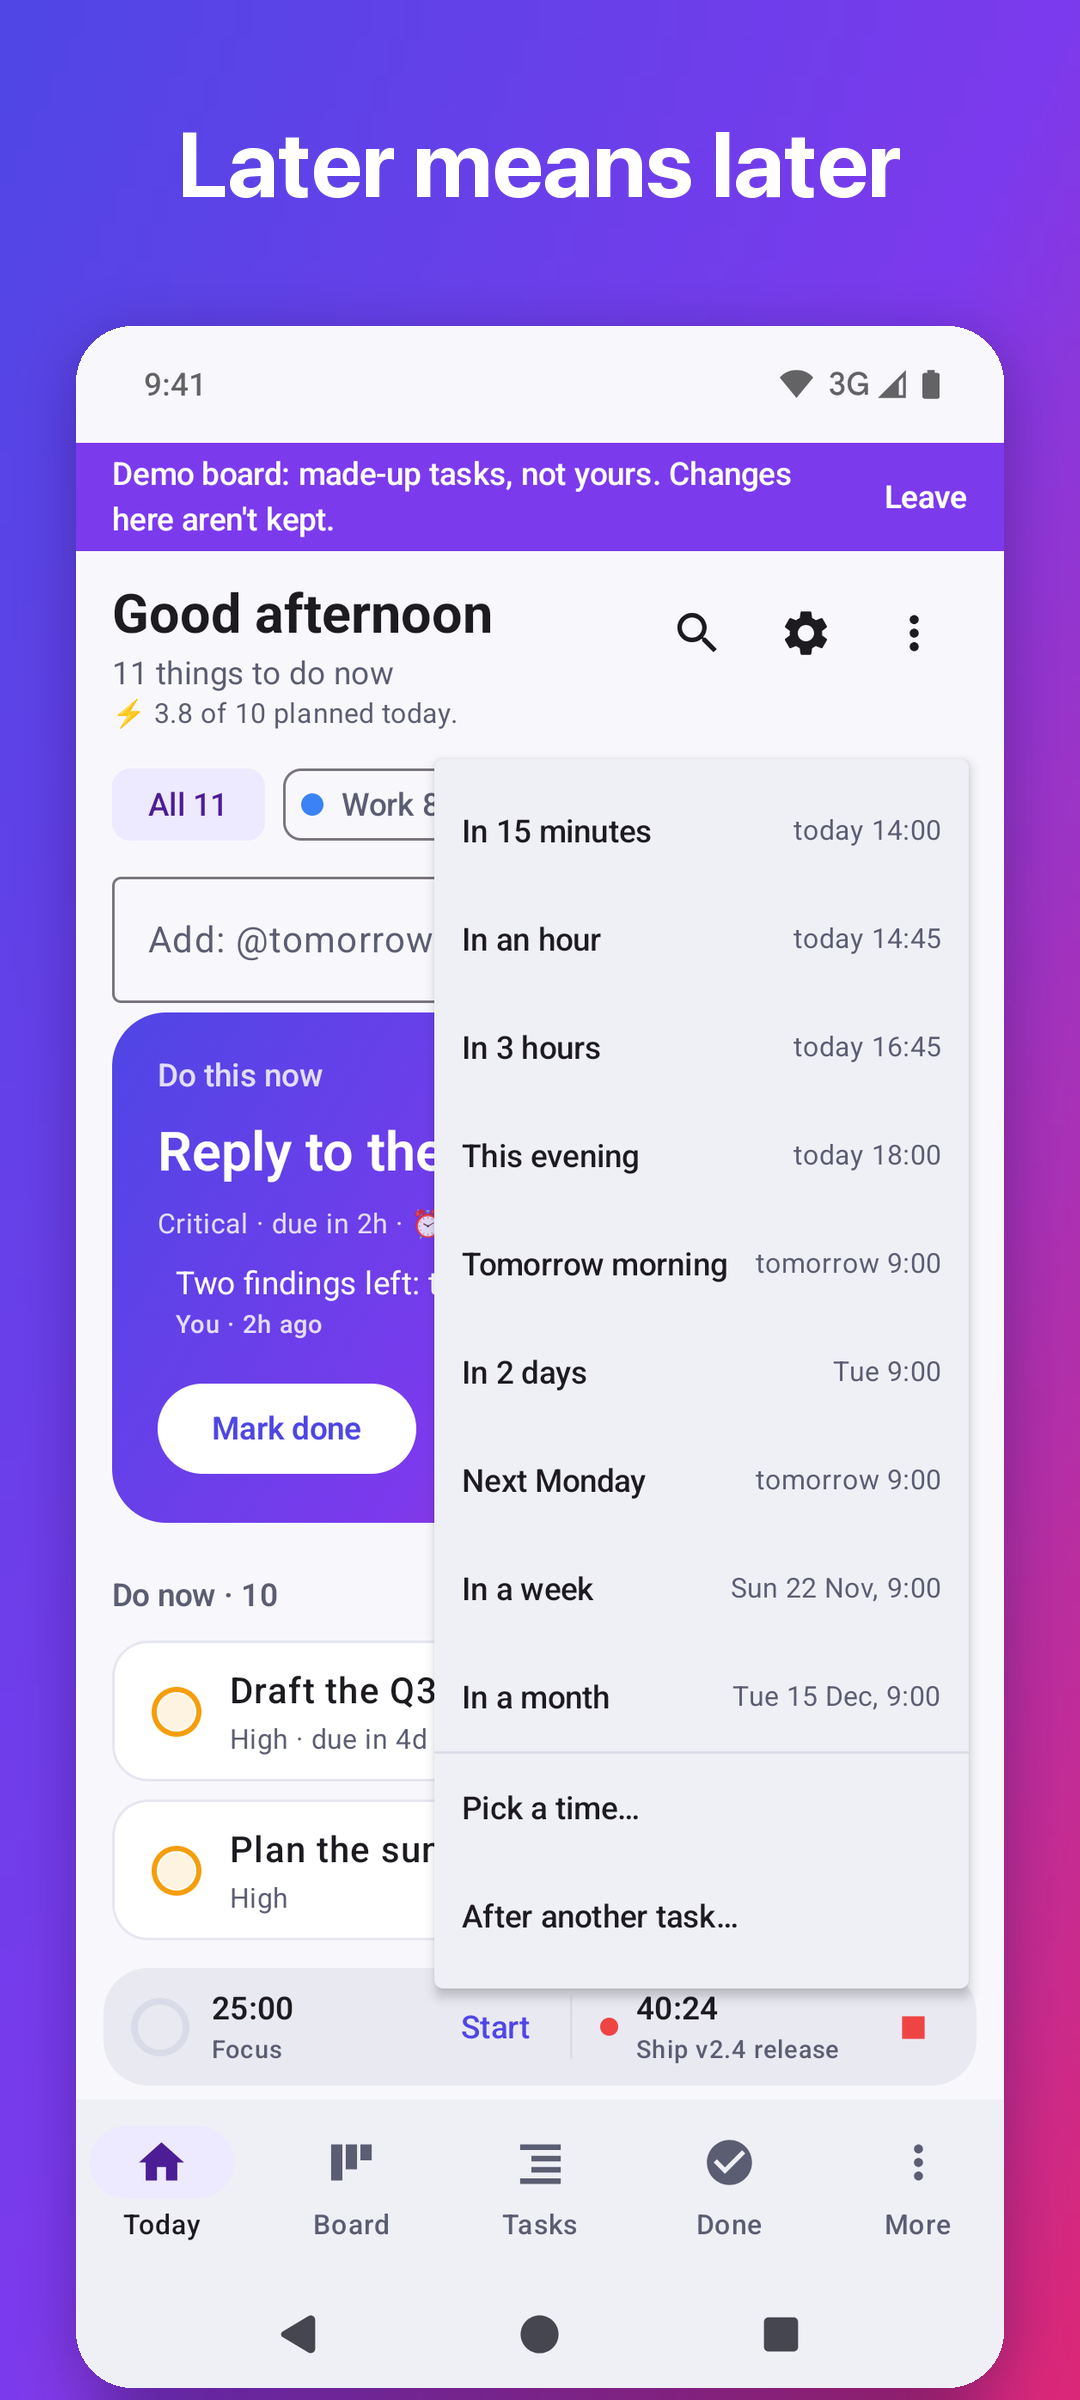 Later means later
9:41
3G
Demo board: made-up tasks, not yours. Changes
here aren't kept.
Leave
Good afternoon
11 things to do now
⚡ 3.8 of 10 planned today.
All 11
Work 8
Add: @tomorrow
In 15 minutes today 14:00
In an hour today 14:45
In 3 hours today 16:45
This evening today 18:00
Tomorrow morning tomorrow 9:00
In 2 days Tue 9:00
Next Monday tomorrow 9:00
In a week Sun 22 Nov, 9:00
In a month Tue 15 Dec, 9:00
Pick a time...
After another task...
Do this now
Reply to the
Critical · due in 2h · ⏰
Two findings left:
You · 2h ago
Mark done
Do now · 10
Draft the Q3
High · due in 4d
Plan the
High
25:00
Focus
Start
40:24
Ship v2.4 release
Today
Board
Tasks
Done
More